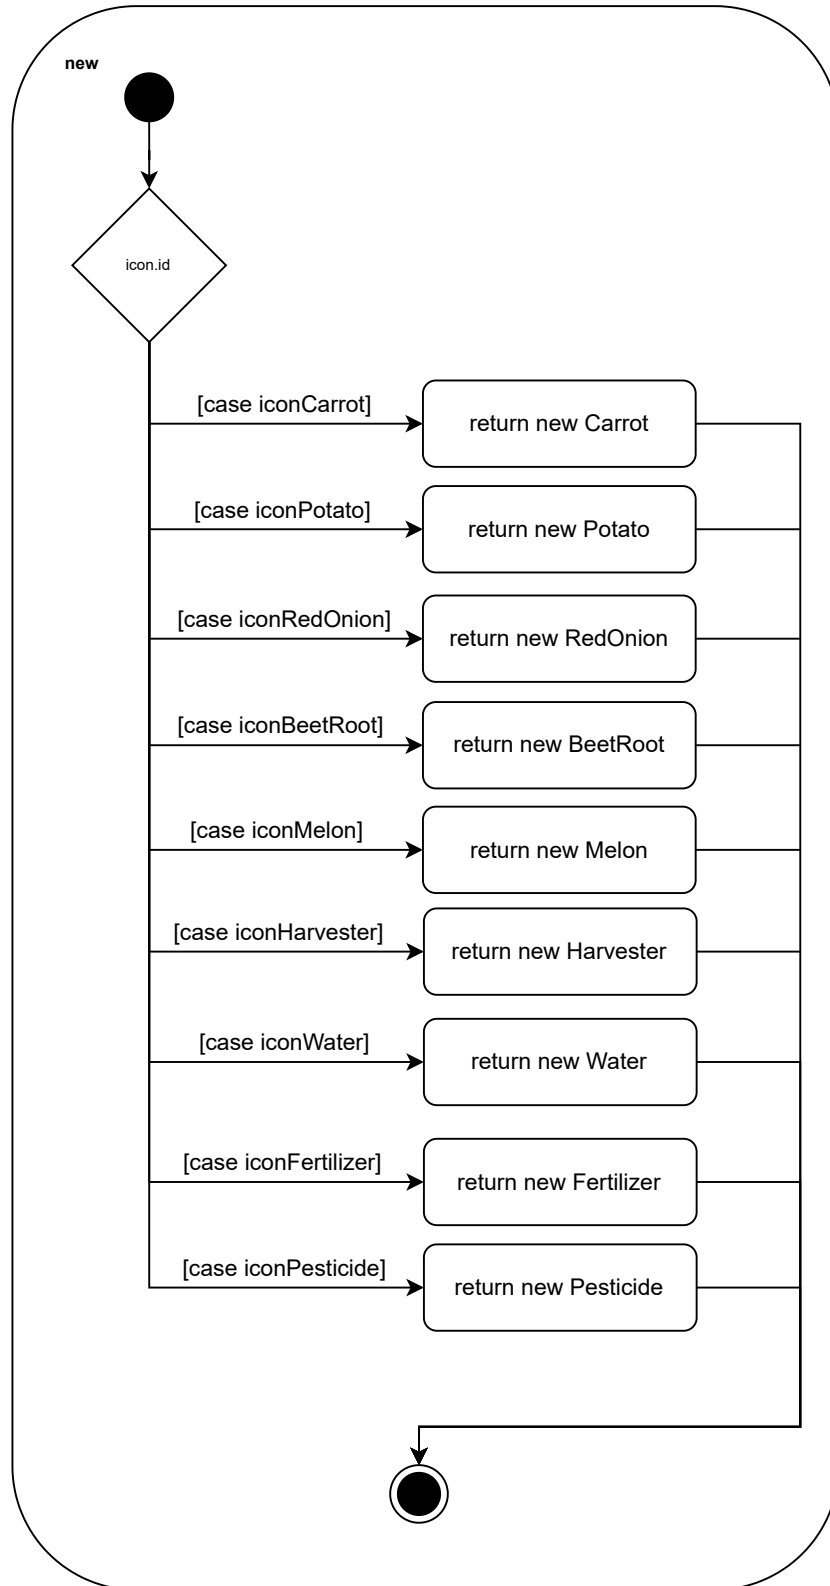 new
icon.id
[case iconCarrot]
return new Carrot
[case iconPotato]
return new Potato
[case iconRedOnion]
return new RedOnion
[case iconBeetRoot]
return new BeetRoot
[case iconMelon]
return new Melon
[case iconHarvester]
return new Harvester
[case iconWater]
return new Water
[case iconFertilizer]
return new Fertilizer
[case iconPesticide]
return new Pesticide